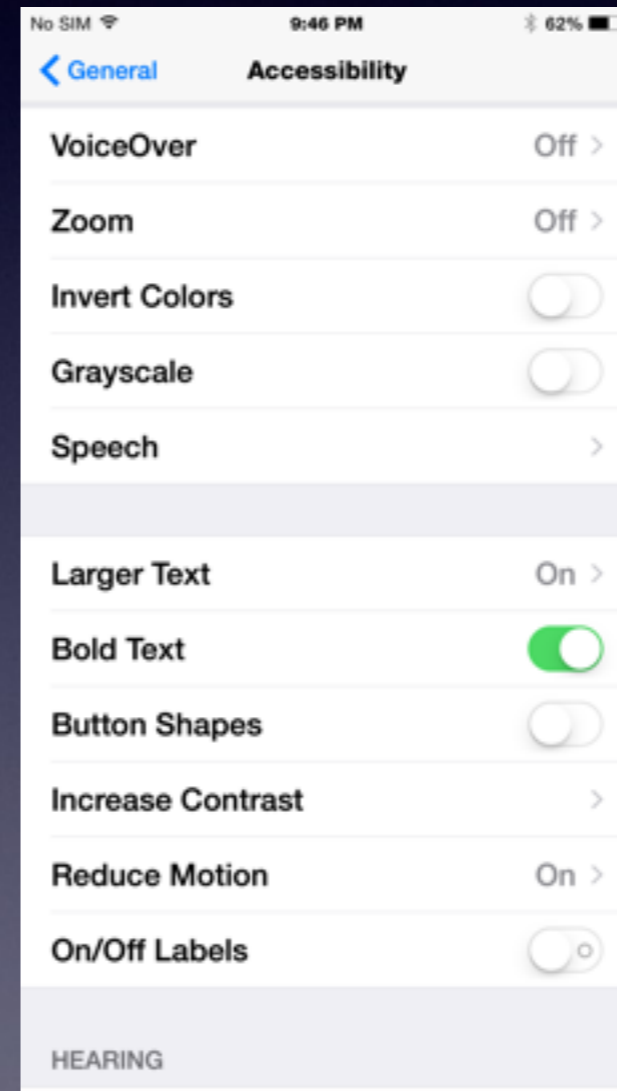 No SIM 9:46 PM 62%
General Accessibility
VoiceOver Off
Zoom Off
Invert Colors
Grayscale
Speech
Larger Text On
Bold Text
Button Shapes
Increase Contrast
Reduce Motion On
On/Off Labels
HEARING